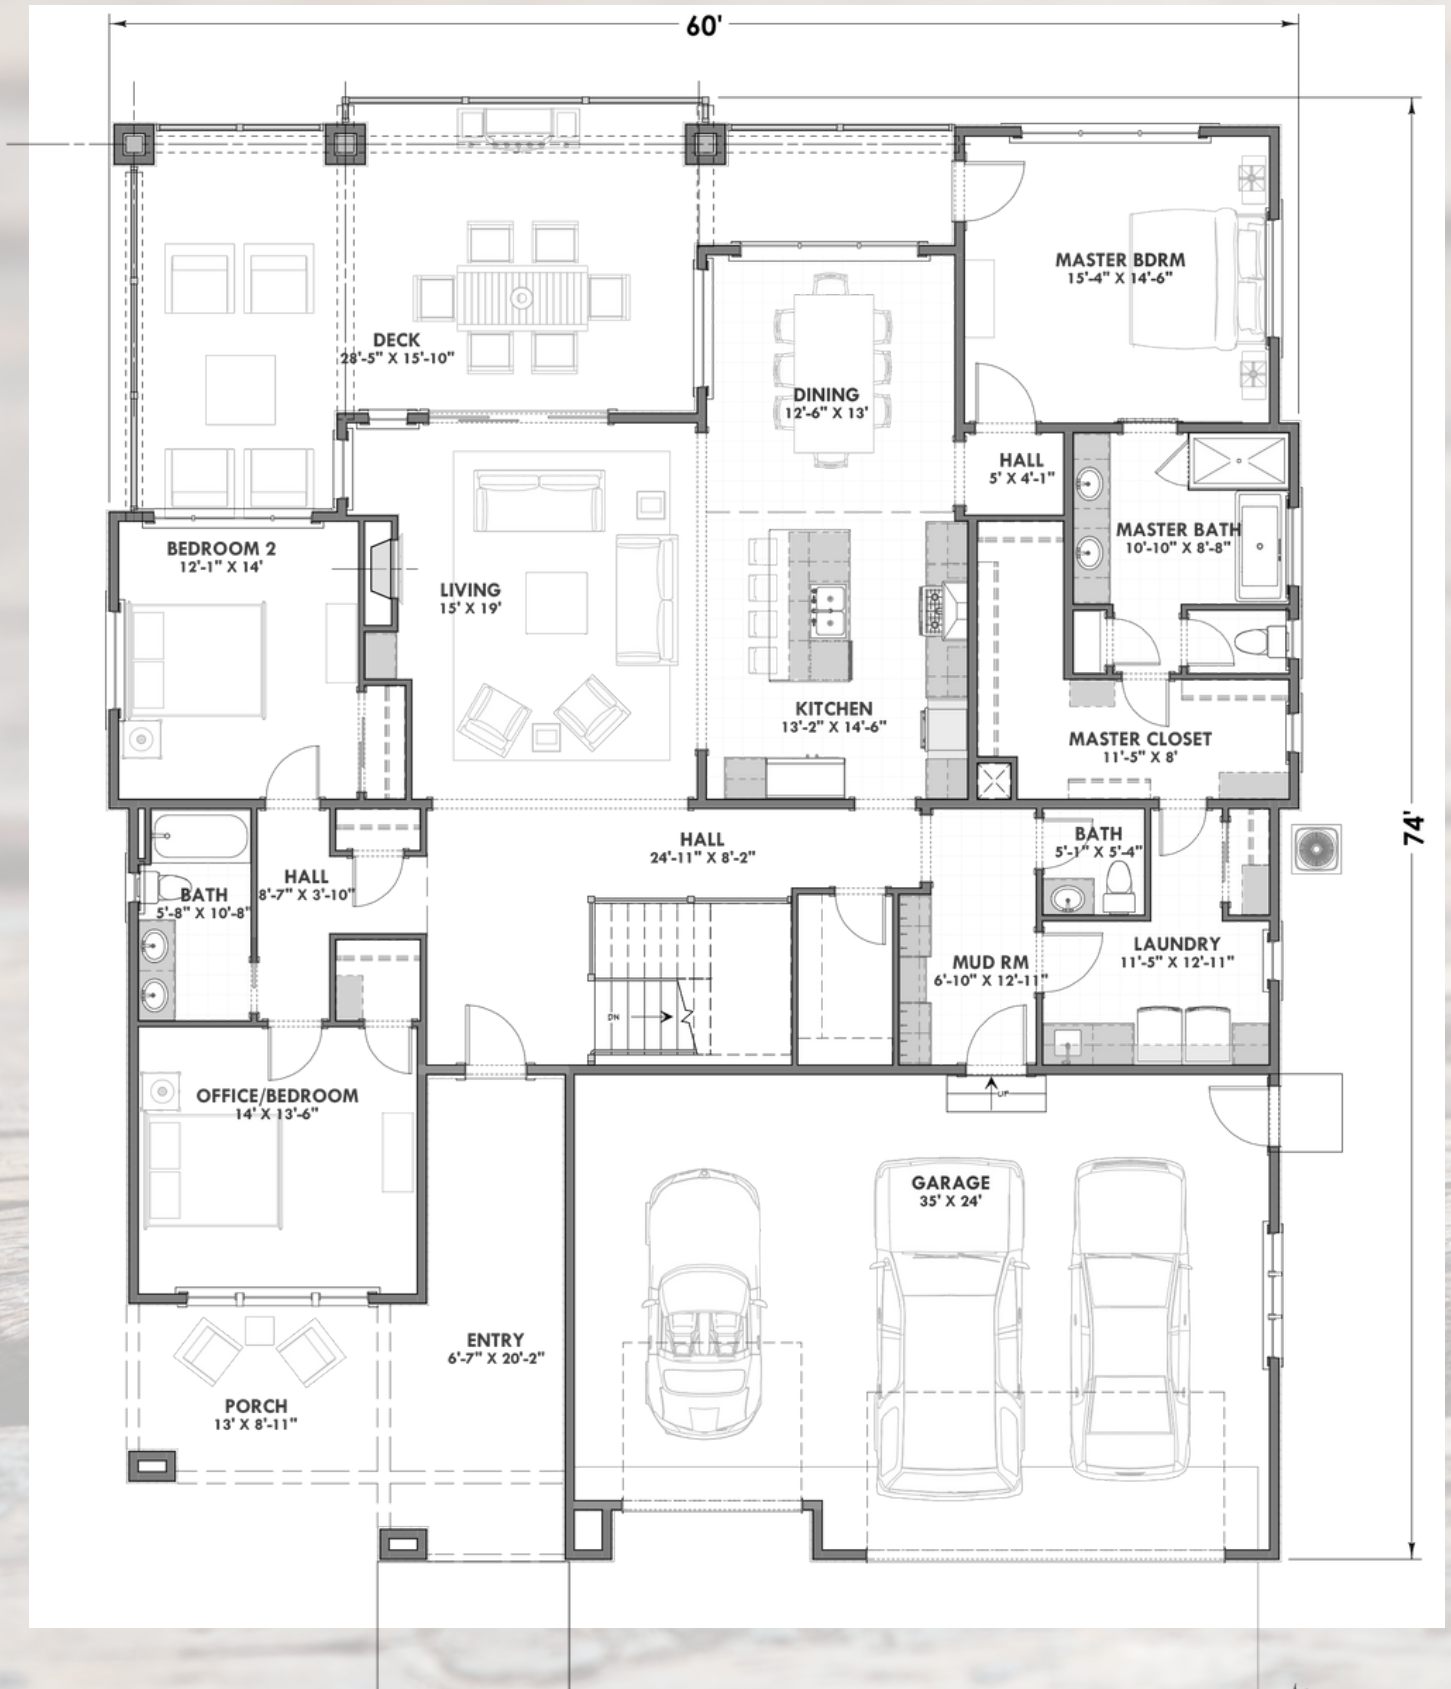 60'
MASTER BDRM
15'-4" X 14'-6"
DECK
28'-5" X 15'-10"
DINING
12'-6" X 13'
HALL
5' X 4'-1"
MASTER BATH
10'-10" X 8'-8"
BEDROOM 2
12'-1" X 14'
LIVING
15' X 19'
KITCHEN
13'-2" X 14'-6"
MASTER CLOSET
11'-5" X 8'
74'
HALL
24'-11" X 8'-2"
BATH
5'-1" X 5'-4"
HALL
8'-7" X 3'-10"
BATH
5'-8" X 10'-8"
LAUNDRY
11'-5" X 12'-11"
MUD RM
6'-10" X 12'-11"
DN
UP
OFFICE/BEDROOM
14' X 13'-6"
GARAGE
35' X 24'
ENTRY
6'-7" X 20'-2"
PORCH
13' X 8'-11"